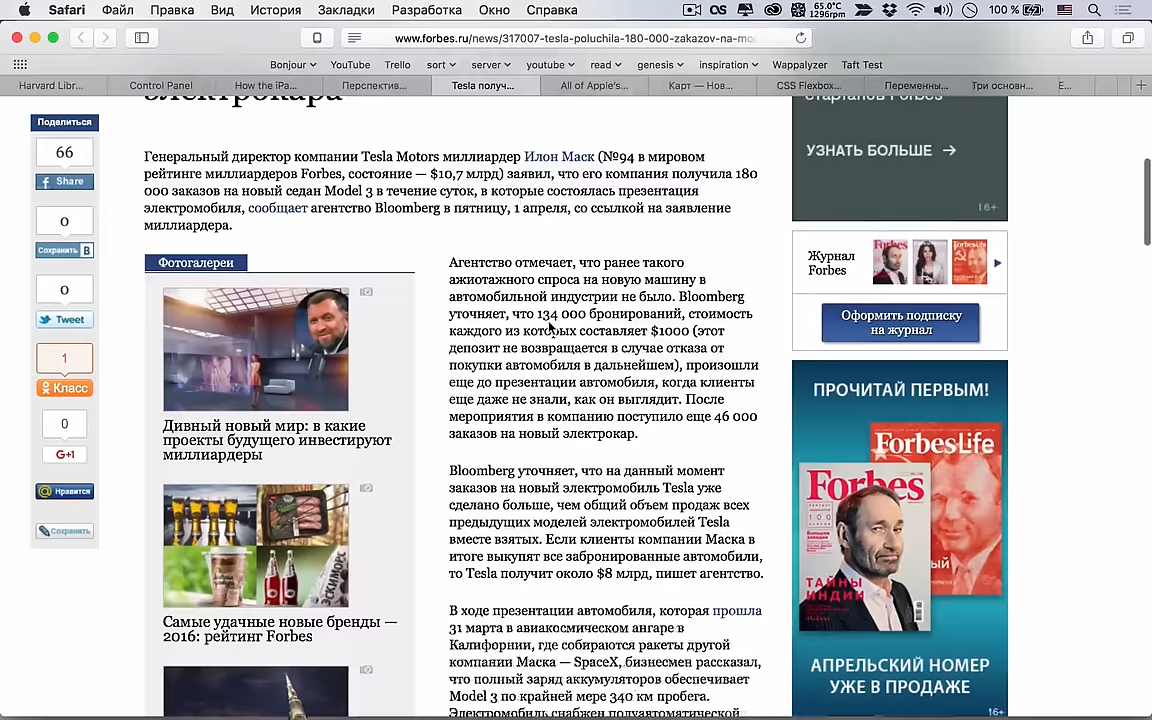 Safari Файл Правка Вид История Закладки Разработка Окно Справка
65.0°C
1296rpm
100 %
www.forbes.ru/news/317007-tesla-poluchila-180-000-zakazov-na-mo
Bonjour YouTube Trello sort server youtube read genesis inspiration Wappalyzer Taft Test
Harvard Libr... Control Panel How the iPa... Перспектив... Tesla получ... All of Apple's... Карт — Нов... CSS Flexbox... Переменны... Три основн... E...
электрокара
Поделиться
66
Share
0
Сохранить B
0
Tweet
1
Класс
0
G+1
Нравится
Сохранить
Генеральный директор компании Tesla Motors миллиардер Илон Маск (№94 в мировом
рейтинге миллиардеров Forbes, состояние — $10,7 млрд) заявил, что его компания получила 180
000 заказов на новый седан Model 3 в течение суток, в которые состоялась презентация
электромобиля, сообщает агентство Bloomberg в пятницу, 1 апреля, со ссылкой на заявление
миллиардера.
Фотогалереи
Дивный новый мир: в какие
проекты будущего инвестируют
миллиардеры
ЭСКИМОРС
Самые удачные новые бренды —
2016: рейтинг Forbes
Агентство отмечает, что ранее такого
ажиотажного спроса на новую машину в
автомобильной индустрии не было. Bloomberg
уточняет, что 134 000 бронирований, стоимость
каждого из которых составляет $1000 (этот
депозит не возвращается в случае отказа от
покупки автомобиля в дальнейшем), произошли
еще до презентации автомобиля, когда клиенты
еще даже не знали, как он выглядит. После
мероприятия в компанию поступило еще 46 000
заказов на новый электрокар.
Bloomberg уточняет, что на данный момент
заказов на новый электромобиль Tesla уже
сделано больше, чем общий объем продаж всех
предыдущих моделей электромобилей Tesla
вместе взятых. Если клиенты компании Маска в
итоге выкупят все забронированные автомобили,
то Tesla получит около $8 млрд, пишет агентство.
В ходе презентации автомобиля, которая прошла
31 марта в авиакосмическом ангаре в
Калифорнии, где собираются ракеты другой
компании Маска — SpaceX, бизнесмен рассказал,
что полный заряд аккумуляторов обеспечивает
Model 3 по крайней мере 340 км пробега.
Электромобиль снабжен полуавтоматической
стартапов Forbes
УЗНАТЬ БОЛЬШЕ →
16+
Журнал
Forbes
Оформить подписку
на журнал
ПРОЧИТАЙ ПЕРВЫМ!
ForbesLife
Forbes
ТАЙНЫ
ИНДИИ
АПРЕЛЬСКИЙ НОМЕР
УЖЕ В ПРОДАЖЕ
16+